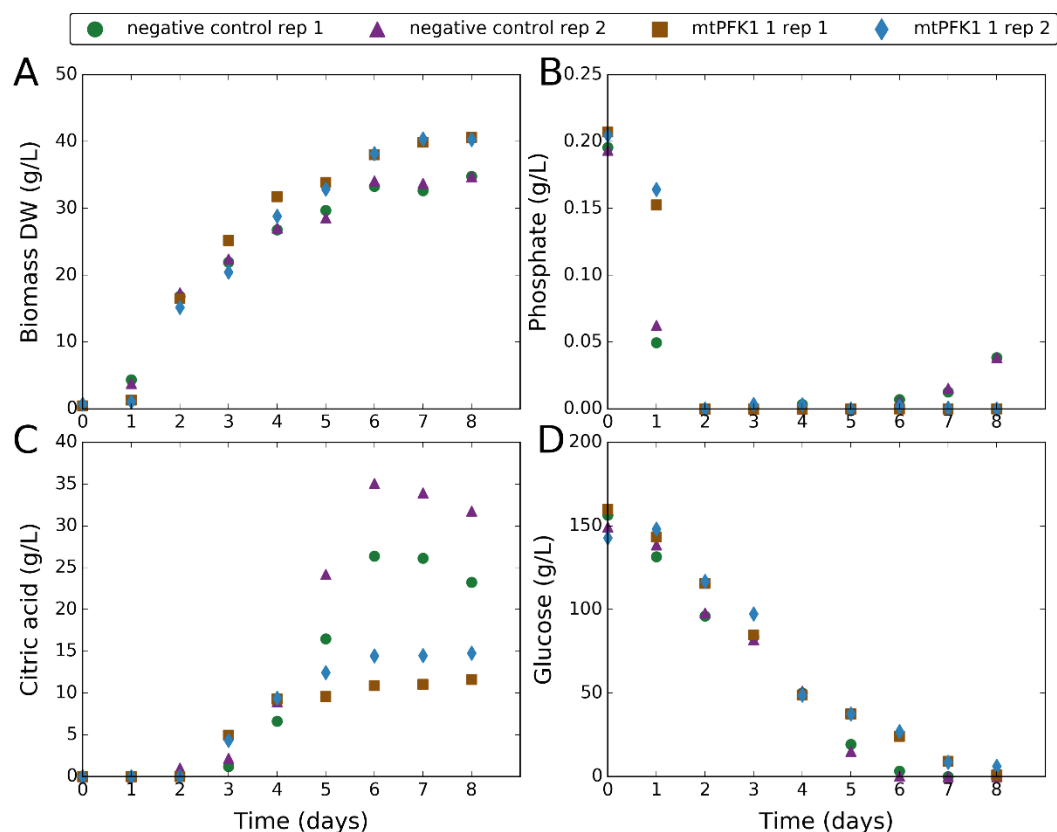 negative control rep 1 negative control rep 2 mtPFK1 1 rep 1 mtPFK1 1 rep 2
A
Biomass DW (g/L)
50
40
30
20
10
0
0 1 2 3 4 5 6 7 8
B
Phosphate (g/L)
0.25
0.20
0.15
0.10
0.05
0.00
0 1 2 3 4 5 6 7 8
C
Citric acid (g/L)
40
35
30
25
20
15
10
5
0
0 1 2 3 4 5 6 7 8
Time (days)
D
Glucose (g/L)
200
150
100
50
0
0 1 2 3 4 5 6 7 8
Time (days)